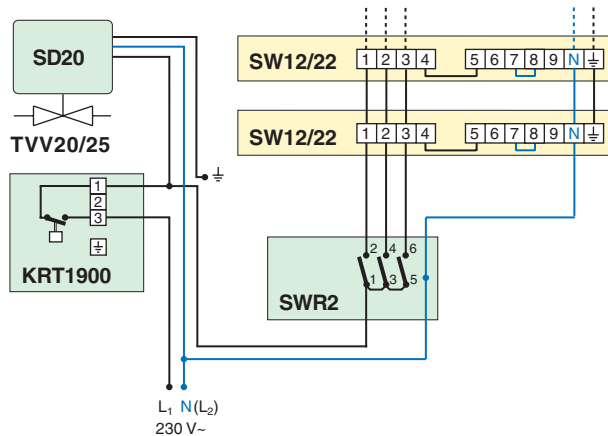 SD20
TVV20/25
SW12/22 1 2 3 4 5 6 7 8 9 N
SW12/22 1 2 3 4 5 6 7 8 9 N
1
2
3
KRT1900
2 4 6
1 3 5
SWR2
L₁ N(L₂)
230 V~